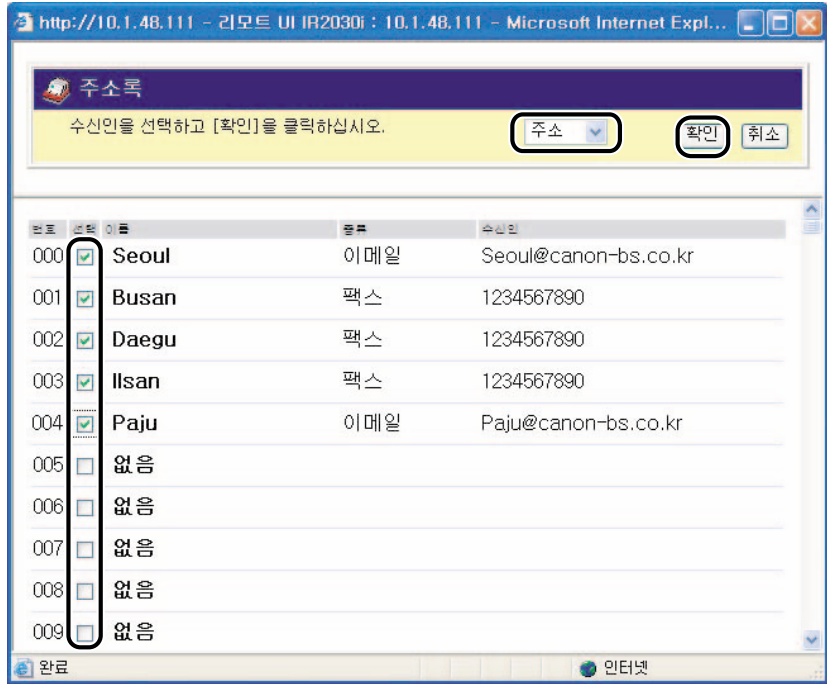 http://10.1.48.111 - 리모트 UI IR2030i : 10.1.48.111 - Microsoft Internet Expl...
주소록
수신인을 선택하고 [확인]을 클릭하십시오. 주소 확인 취소
번호 선택 이름 종류 수신인
000 Seoul 이메일 Seoul@canon-bs.co.kr
001 Busan 팩스 1234567890
002 Daegu 팩스 1234567890
003 Ilsan 팩스 1234567890
004 Paju 이메일 Paju@canon-bs.co.kr
005 없음
006 없음
007 없음
008 없음
009 없음
완료 인터넷